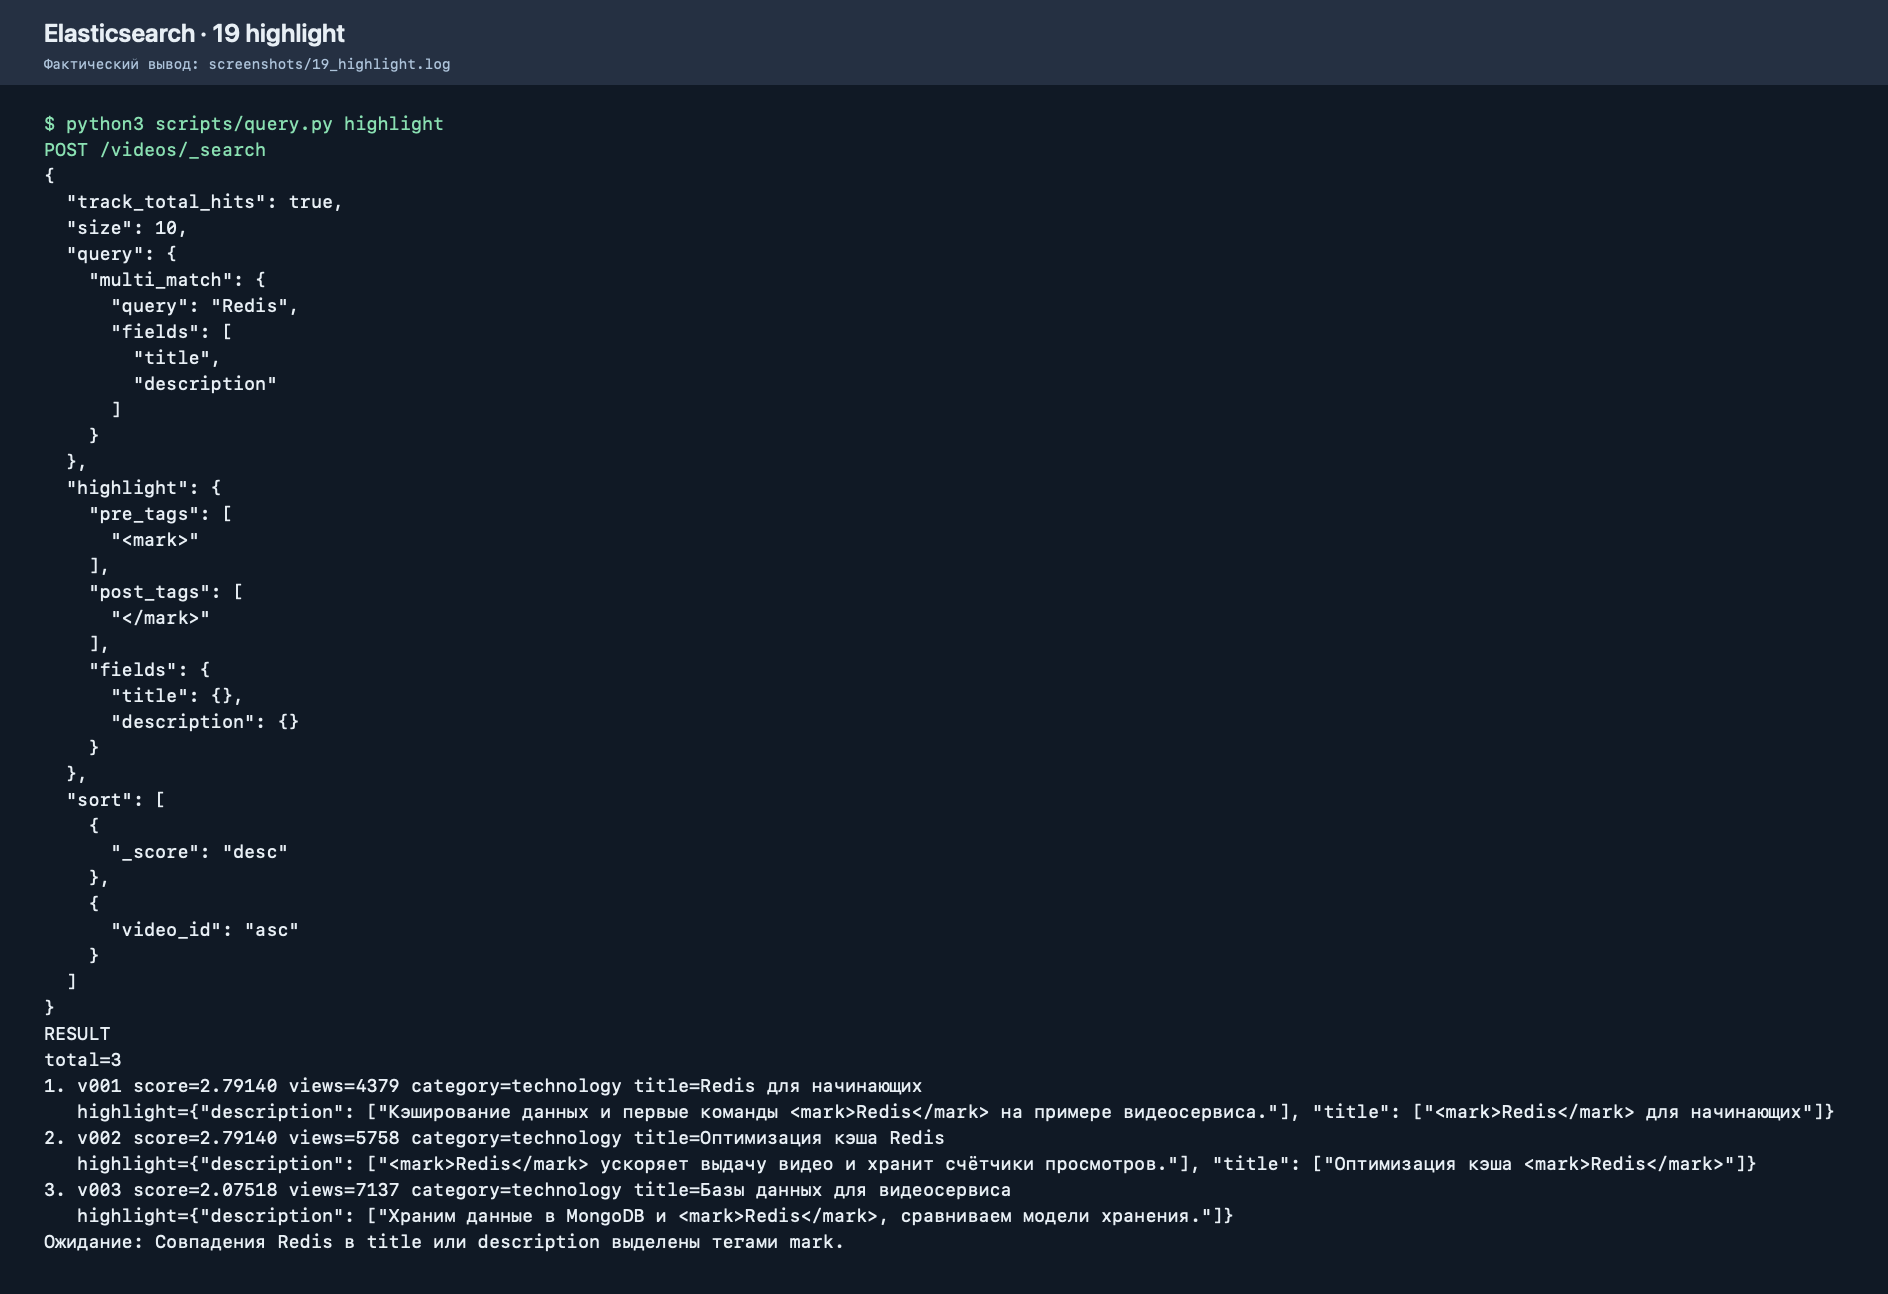 Elasticsearch · 19 highlight
Фактический вывод: screenshots/19_highlight.log
$ python3 scripts/query.py highlight
POST /videos/_search
{
  "track_total_hits": true,
  "size": 10,
  "query": {
    "multi_match": {
      "query": "Redis",
      "fields": [
        "title",
        "description"
      ]
    }
  },
  "highlight": {
    "pre_tags": [
      "<mark>"
    ],
    "post_tags": [
      "</mark>"
    ],
    "fields": {
      "title": {},
      "description": {}
    }
  },
  "sort": [
    {
      "_score": "desc"
    },
    {
      "video_id": "asc"
    }
  ]
}
RESULT
total=3
1. v001 score=2.79140 views=4379 category=technology title=Redis для начинающих
   highlight={"description": ["Кэширование данных и первые команды <mark>Redis</mark> на примере видеосервиса."], "title": ["<mark>Redis</mark> для начинающих"]}
2. v002 score=2.79140 views=5758 category=technology title=Оптимизация кэша Redis
   highlight={"description": ["<mark>Redis</mark> ускоряет выдачу видео и хранит счётчики просмотров."], "title": ["Оптимизация кэша <mark>Redis</mark>"]}
3. v003 score=2.07518 views=7137 category=technology title=Базы данных для видеосервиса
   highlight={"description": ["Храним данные в MongoDB и <mark>Redis</mark>, сравниваем модели хранения."]}
Ожидание: Совпадения Redis в title или description выделены тегами mark.